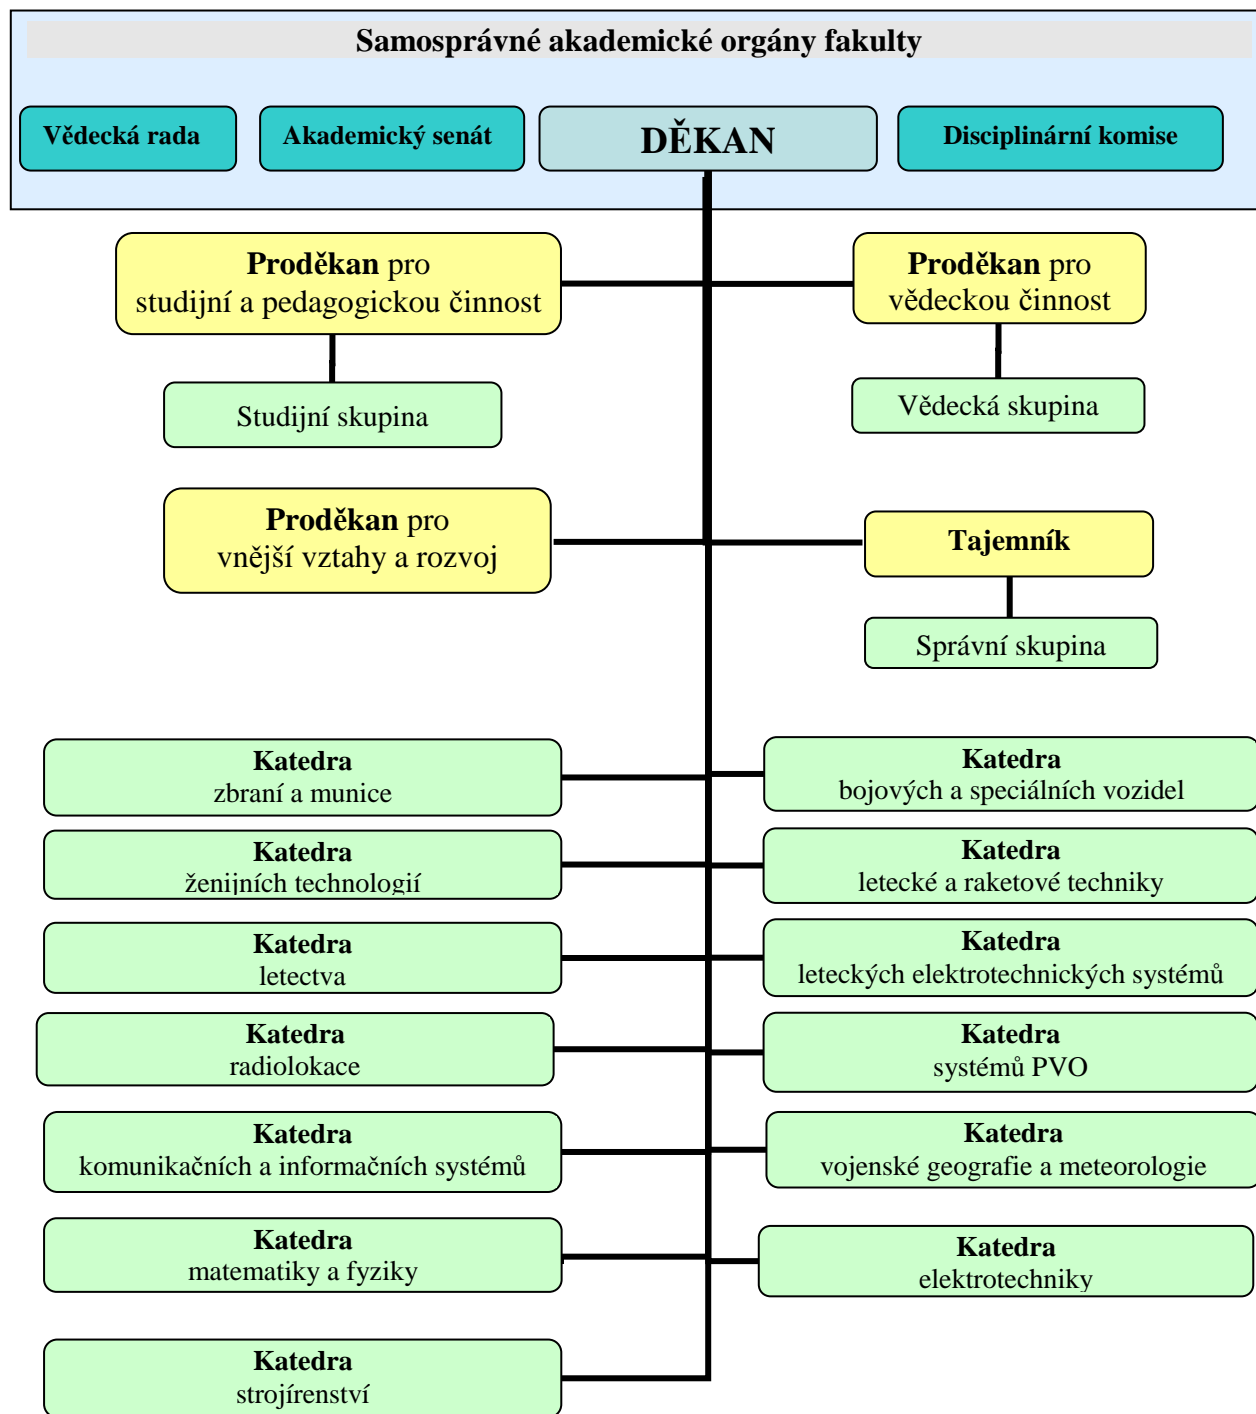 Samosprávné akademické orgány fakulty
Vědecká rada
Akademický senát
DĚKAN
Disciplinární komise
Proděkan pro
studijní a pedagogickou činnost
Proděkan pro
vědeckou činnost
Studijní skupina
Vědecká skupina
Proděkan pro
vnější vztahy a rozvoj
Tajemník
Správní skupina
Katedra
zbraní a munice
Katedra
bojových a speciálních vozidel
Katedra
ženijních technologií
Katedra
letecké a raketové techniky
Katedra
letectva
Katedra
leteckých elektrotechnických systémů
Katedra
radiolokace
Katedra
systémů PVO
Katedra
komunikačních a informačních systémů
Katedra
vojenské geografie a meteorologie
Katedra
matematiky a fyziky
Katedra
elektrotechniky
Katedra
strojírenství